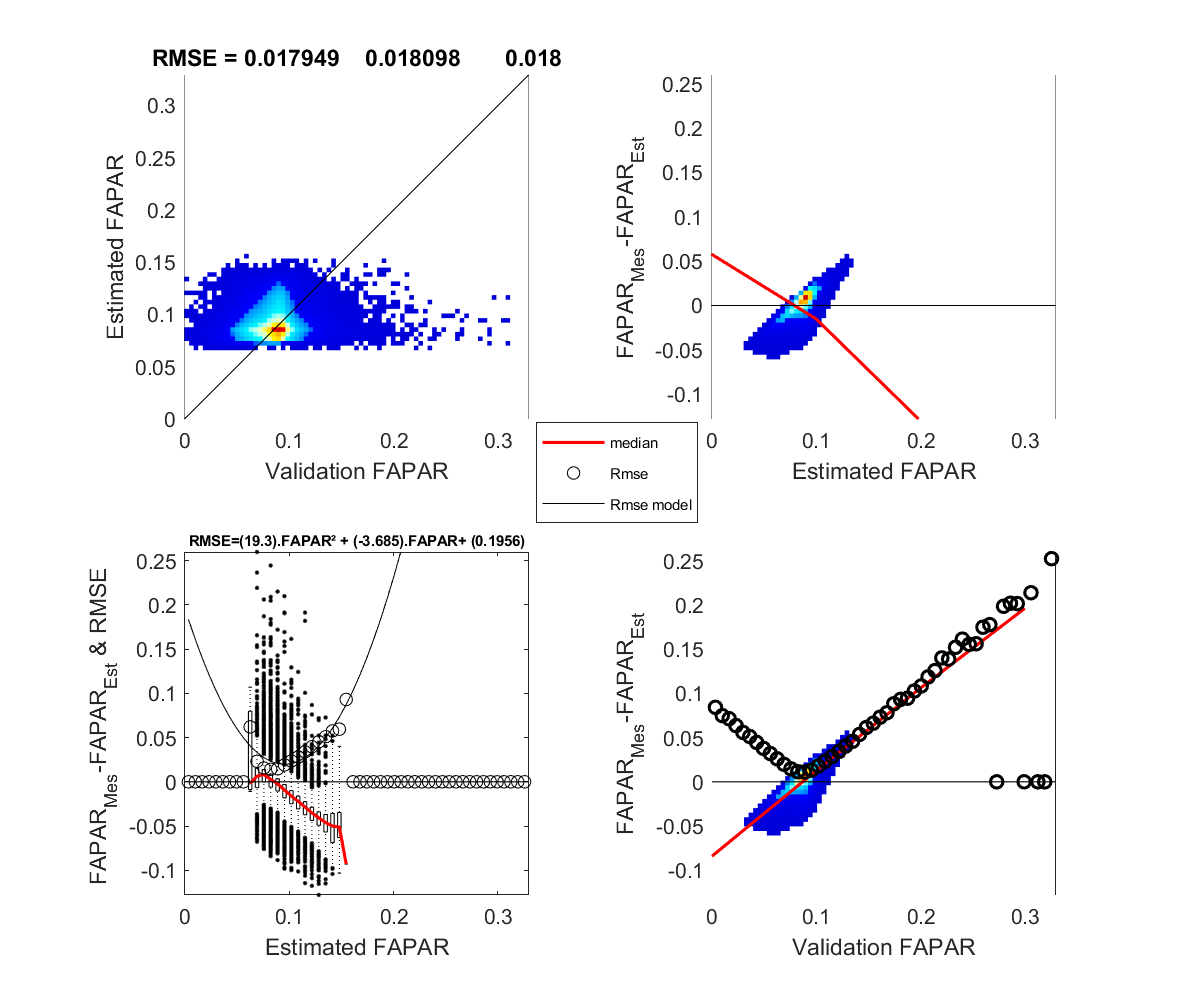 RMSE = 0.017949 0.018098 0.018
0.3
0.25
0.2
0.15
0.1
0.05
0
Estimated FAPAR
0 0.1 0.2 0.3
Validation FAPAR
0.25
0.2
0.15
0.1
0.05
0
-0.05
-0.1
FAPAR_Mes-FAPAR_Est
0 0.1 0.2 0.3
Estimated FAPAR
median
Rmse
Rmse model
RMSE=(19.3).FAPAR² + (-3.685).FAPAR+ (0.1956)
0.25
0.2
0.15
0.1
0.05
0
-0.05
-0.1
FAPAR_Mes-FAPAR_Est & RMSE
0 0.1 0.2 0.3
Estimated FAPAR
0.25
0.2
0.15
0.1
0.05
0
-0.05
-0.1
FAPAR_Mes-FAPAR_Est
0 0.1 0.2 0.3
Validation FAPAR